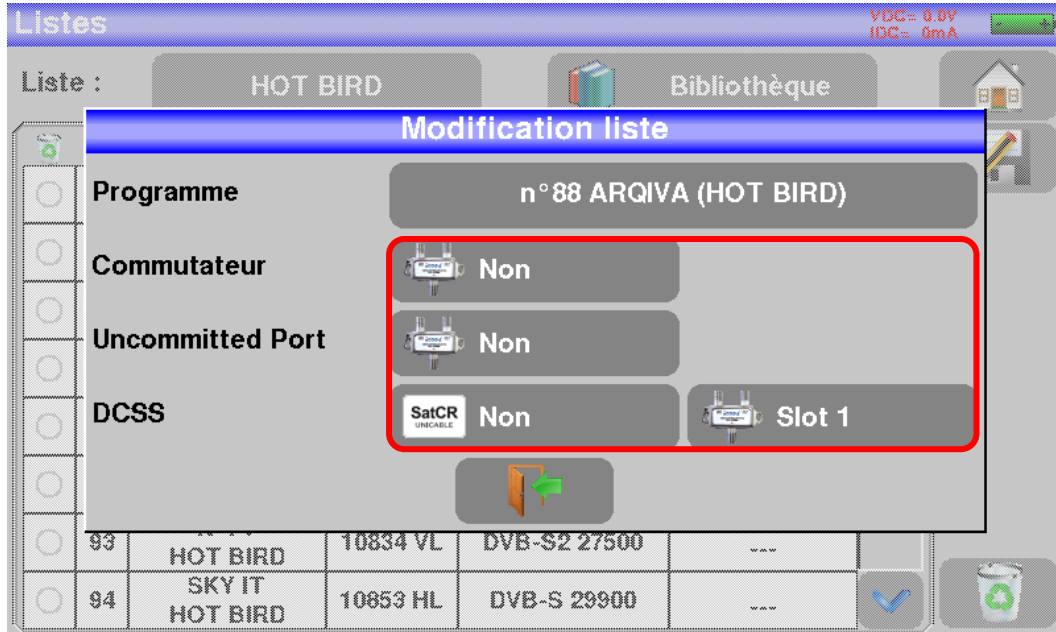 Listes
VDC= 0.0V
IDC= 0mA
Liste :
HOT BIRD
Bibliothèque
Modification liste
Programme
n°88 ARQIVA (HOT BIRD)
Commutateur
Non
Uncommitted Port
Non
DCSS
SatCR
UNICABLE
Non
Slot 1
93
HOT BIRD
10834 VL
DVB-S2 27500
---
94
SKY IT
HOT BIRD
10853 HL
DVB-S 29900
---